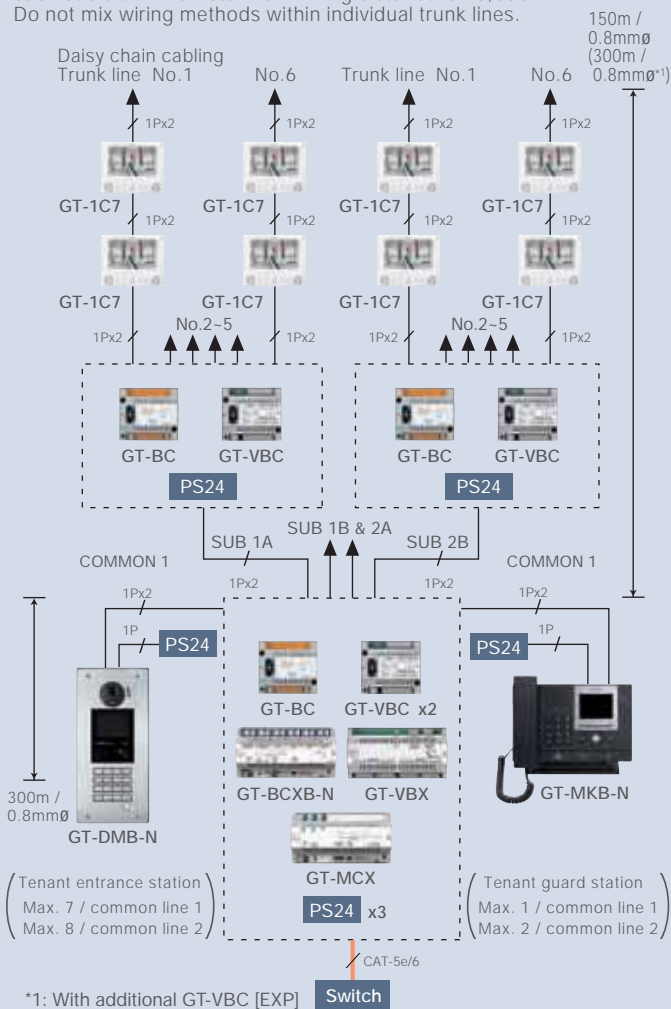 Do not mix wiring methods within individual trunk lines.
150m /
0.8mmø
(300m /
0.8mmø*1)
Daisy chain cabling
Trunk line No.1
No.6
Trunk line No.1
No.6
1Px2
1Px2
1Px2
1Px2
GT-1C7
GT-1C7
GT-1C7
GT-1C7
1Px2
1Px2
1Px2
1Px2
GT-1C7
GT-1C7
GT-1C7
GT-1C7
1Px2
No.2~5
1Px2
1Px2
No.2~5
1Px2
GT-BC
GT-VBC
GT-BC
GT-VBC
PS24
PS24
SUB 1A
SUB 1B & 2A
SUB 2B
COMMON 1
COMMON 1
1Px2
1Px2
1Px2
1Px2
1P
PS24
PS24
1P
GT-BC
GT-VBC x2
GT-BCXB-N
GT-VBX
GT-MKB-N
300m /
0.8mmø
GT-DMB-N
GT-MCX
PS24 x3
Tenant entrance station
Max. 7 / common line 1
Max. 8 / common line 2
Tenant guard station
Max. 1 / common line 1
Max. 2 / common line 2
CAT-5e/6
*1: With additional GT-VBC [EXP]
Switch